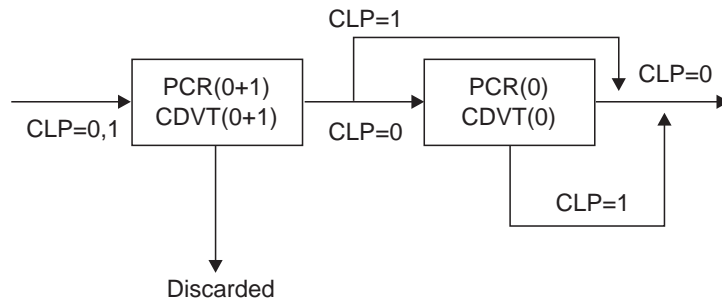 CLP=1
PCR(0+1)
CDVT(0+1)
PCR(0)
CDVT(0)
CLP=0
CLP=0,1
CLP=0
CLP=1
Discarded